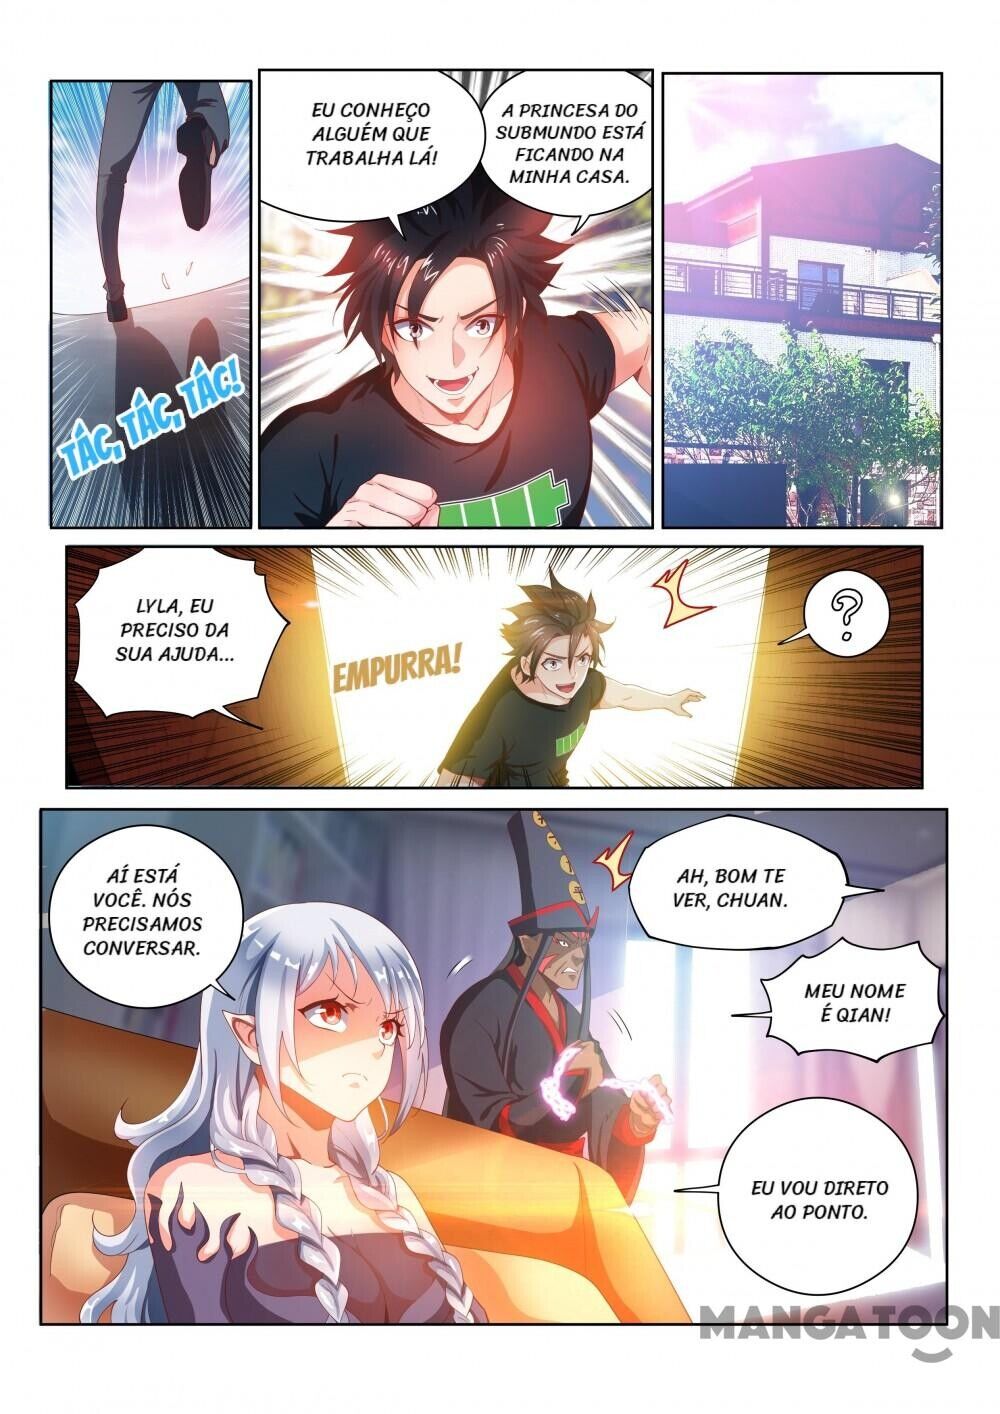 TÁC, TÁC, TÁC!
EU CONHEÇO
ALGUÉM QUE
TRABALHA LÁ!
A PRINCESA DO
SUBMUNDO ESTÁ
FICANDO NA
MINHA CASA.
LYLA, EU
PRECISO DA
SUA AJUDA...
EMPURRA!
?
AÍ ESTÁ
VOCÊ. NÓS
PRECISAMOS
CONVERSAR.
AH, BOM TE
VER, CHUAN.
MEU NOME
É QIAN!
EU VOU DIRETO
AO PONTO.
MANGATOON